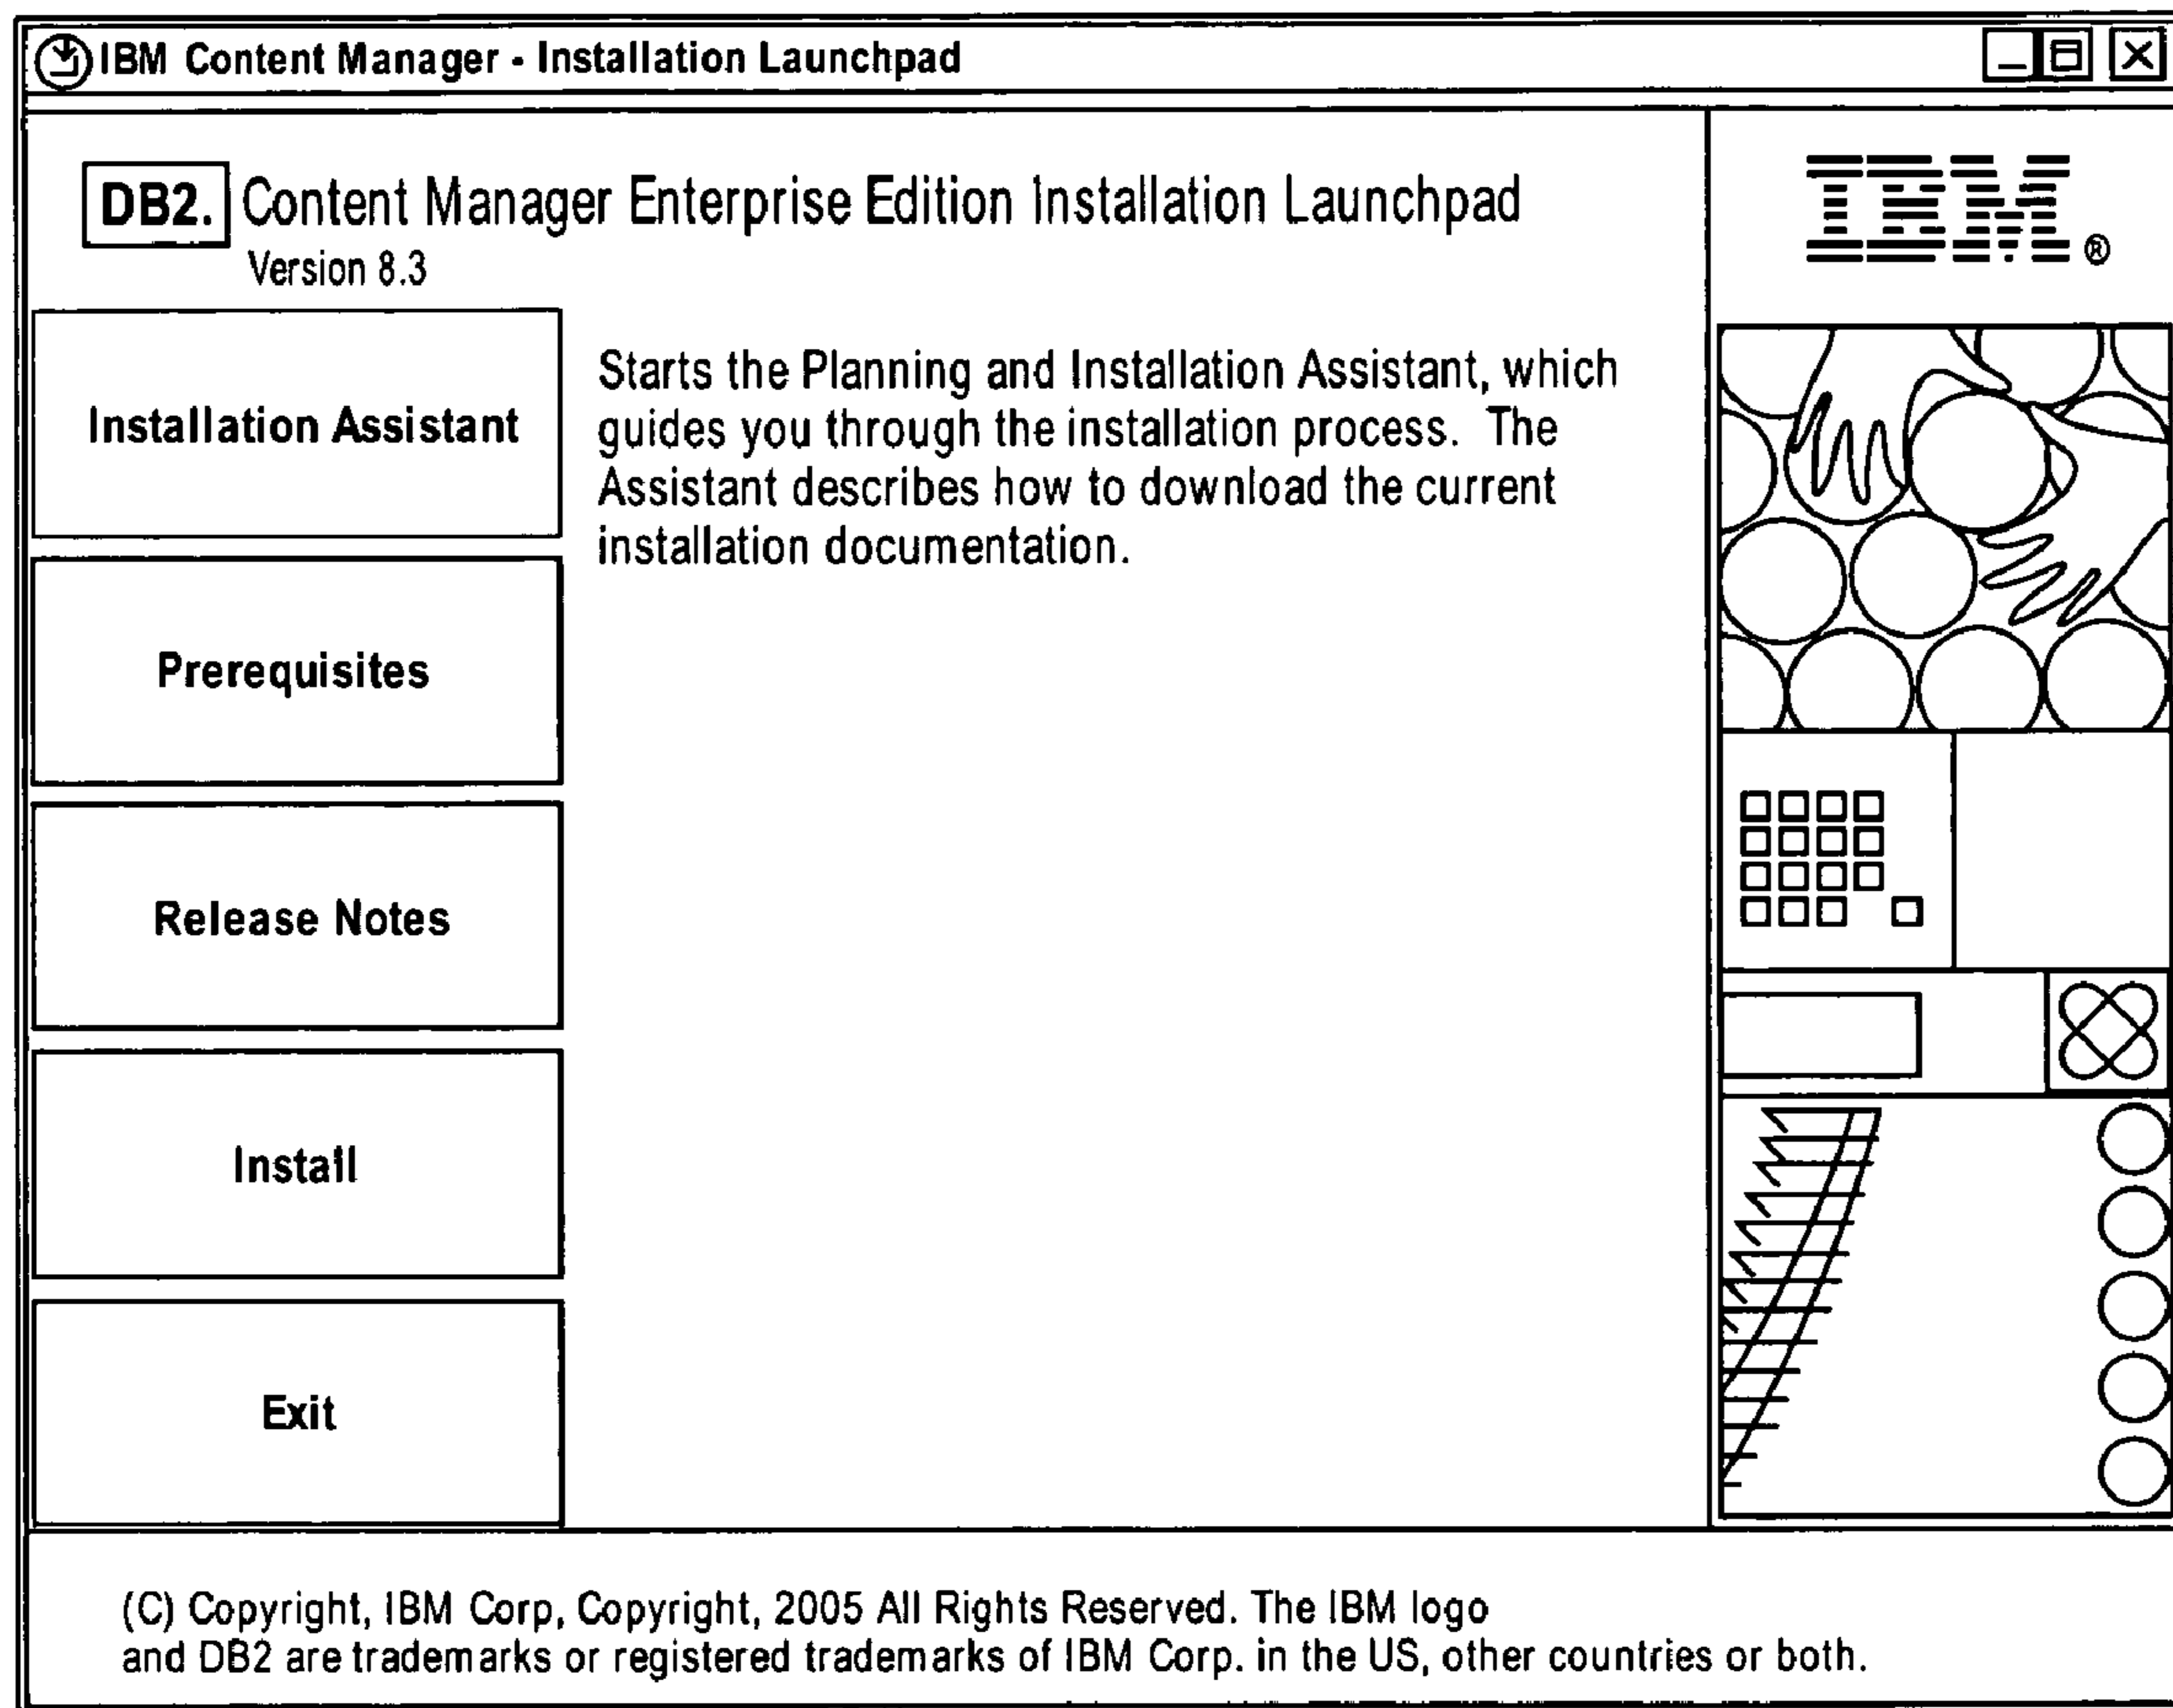 IBM Content Manager - Installation Launchpad
DB2. Content Manager Enterprise Edition Installation Launchpad
Version 8.3
IBM®
Installation Assistant
Starts the Planning and Installation Assistant, which
guides you through the installation process. The
Assistant describes how to download the current
installation documentation.
Prerequisites
Release Notes
Install
Exit
(C) Copyright, IBM Corp, Copyright, 2005 All Rights Reserved. The IBM logo
and DB2 are trademarks or registered trademarks of IBM Corp. in the US, other countries or both.